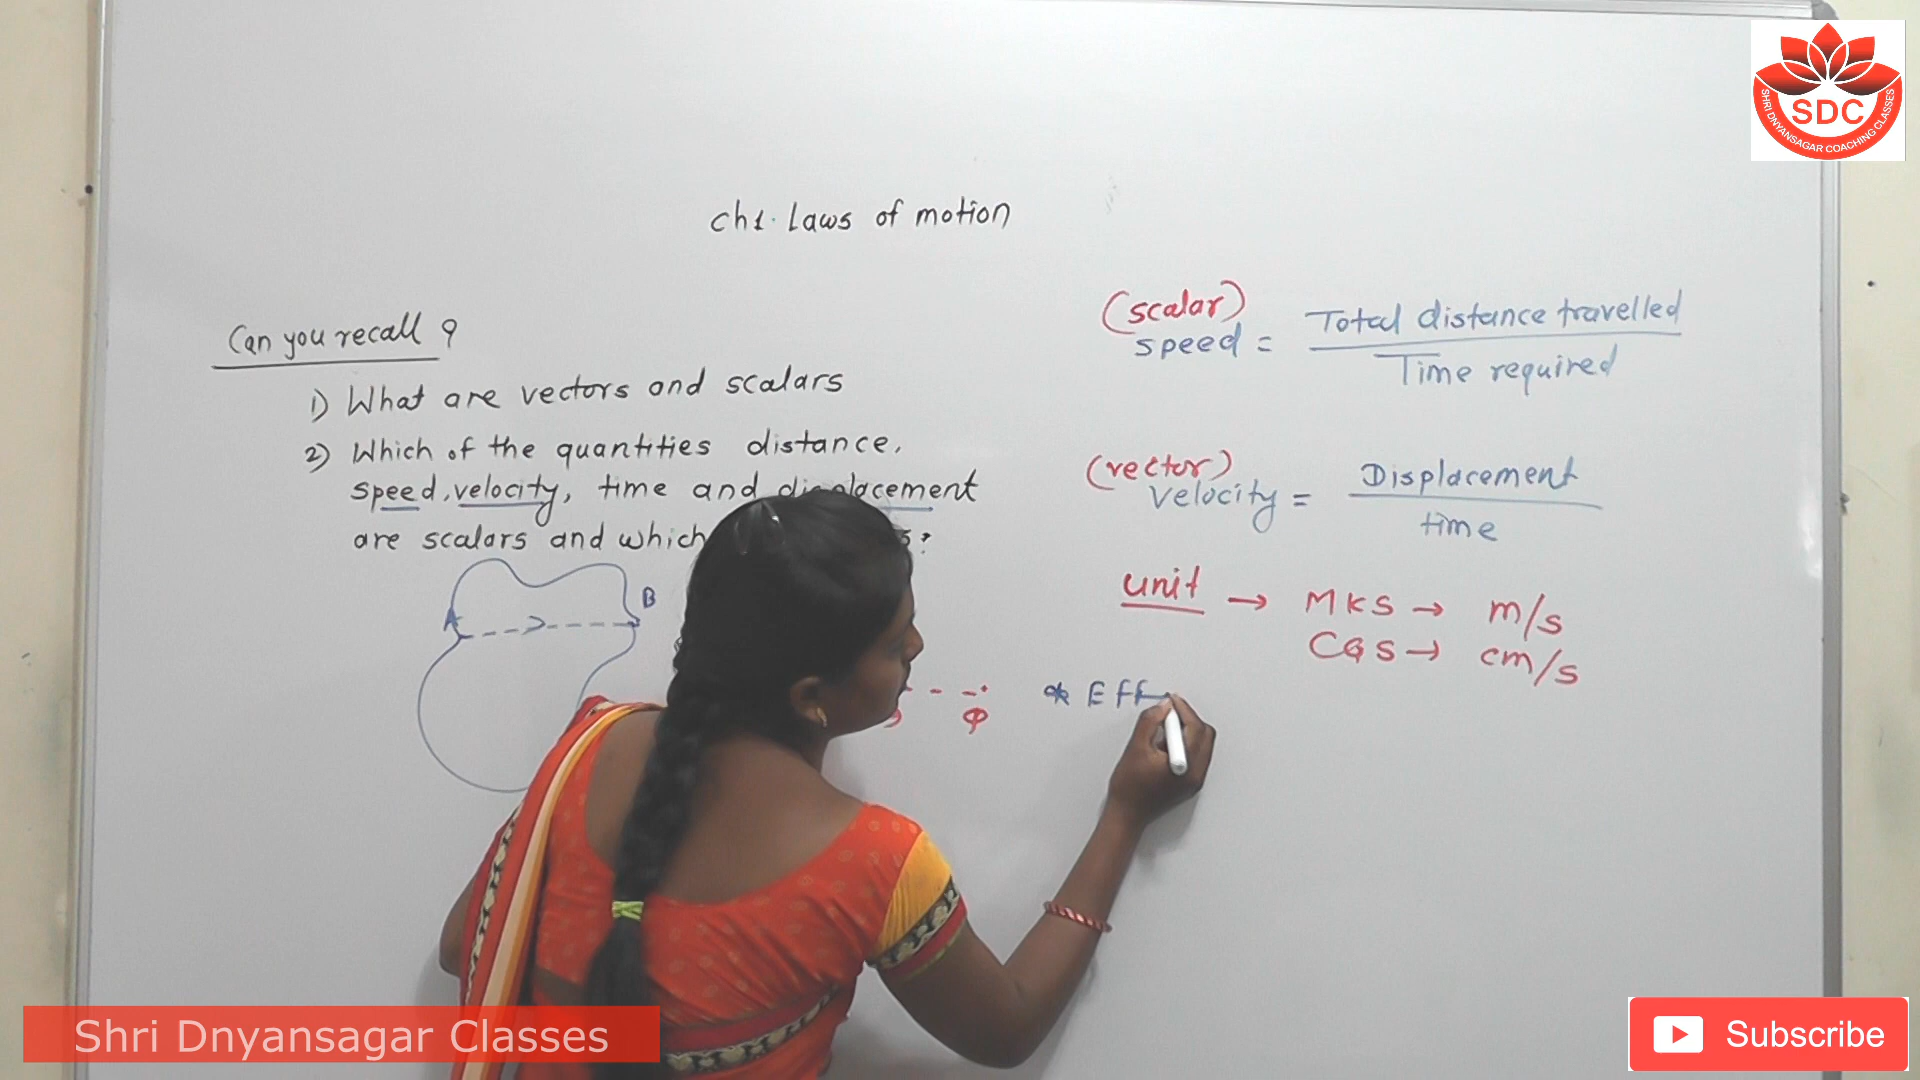 ch1. Laws of motion
Can you recall ?
1) What are vectors and scalars
2) Which of the quantities distance,
speed, velocity, time and displacement
are scalars and which ?
A
B
(scalar)
speed = Total distance travelled
Time required
(vector)
velocity = Displacement
time
unit → MKS → m/s
CGS → cm/s
* Eff
SDC
SHRI DNYANSAGAR COACHING CLASSES
Shri Dnyansagar Classes
Subscribe